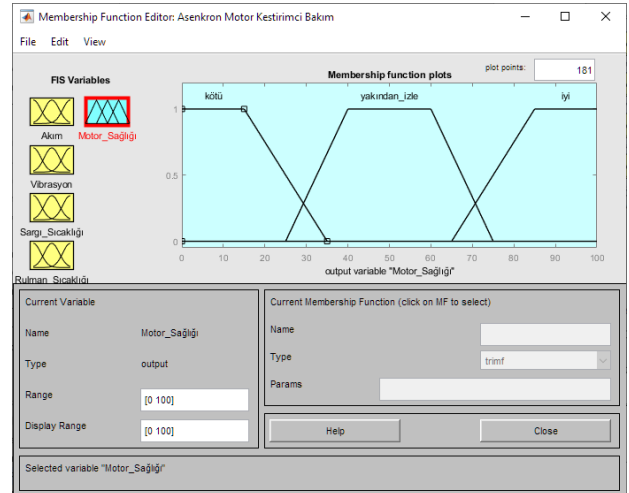 Membership Function Editor: Asenkron Motor Kestirimci Bakım
File Edit View
FIS Variables
Akım
Motor_Sağlığı
Vibrasyon
Sargı_Sıcaklığı
Rulman_Sıcaklığı
Membership function plots
plot points:
181
kötü
yakından_izle
iyi
1
0.5
0
0 10 20 30 40 50 60 70 80 90 100
output variable "Motor_Sağlığı"
Current Variable
Name Motor_Sağlığı
Type output
Range [0 100]
Display Range [0 100]
Current Membership Function (click on MF to select)
Name
Type trimf
Params
Help Close
Selected variable "Motor_Sağlığı"